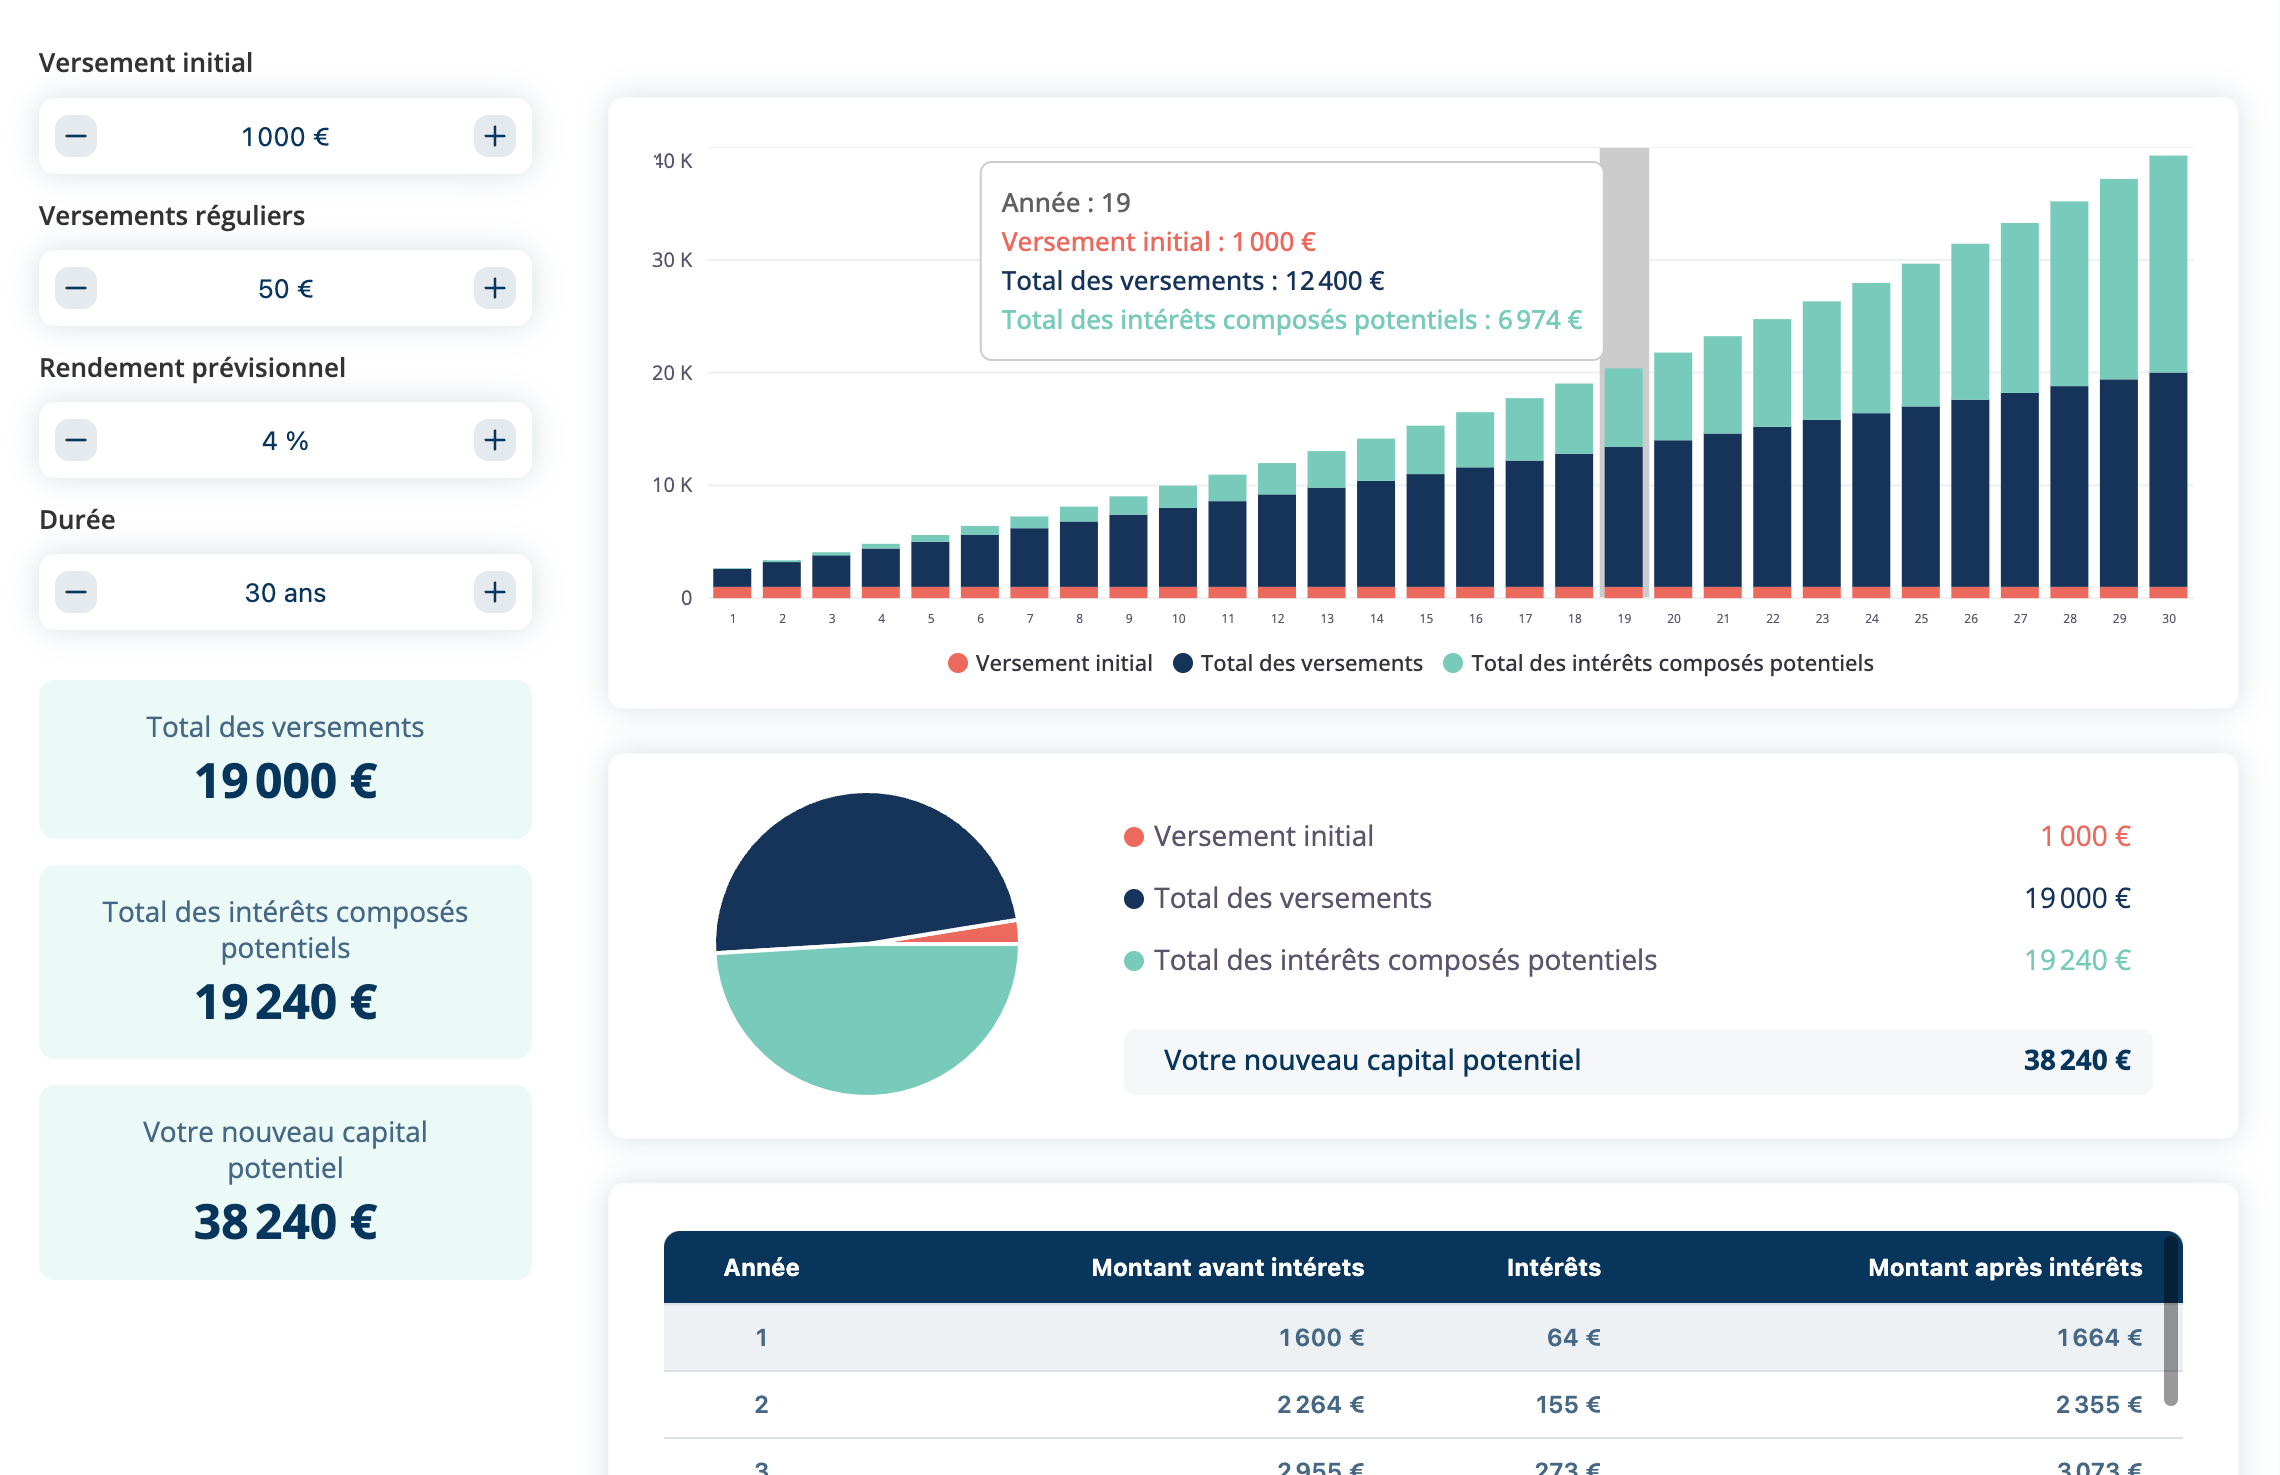 Versement initial
1000 €
Versements réguliers
50 €
Rendement prévisionnel
4 %
Durée
30 ans
Total des versements
19 000 €
Total des intérêts composés
potentiels
19 240 €
Votre nouveau capital
potentiel
38 240 €
40 K
30 K
20 K
10 K
0
Année : 19
Versement initial : 1 000 €
Total des versements : 12 400 €
Total des intérêts composés potentiels : 6 974 €
1 2 3 4 5 6 7 8 9 10 11 12 13 14 15 16 17 18 19 20 21 22 23 24 25 26 27 28 29 30
Versement initial Total des versements Total des intérêts composés potentiels
Versement initial 1 000 €
Total des versements 19 000 €
Total des intérêts composés potentiels 19 240 €
Votre nouveau capital potentiel 38 240 €
Année Montant avant intérets Intérêts Montant après intérêts
1 1 600 € 64 € 1 664 €
2 2 264 € 155 € 2 355 €
3 2 955 € 273 € 3 073 €